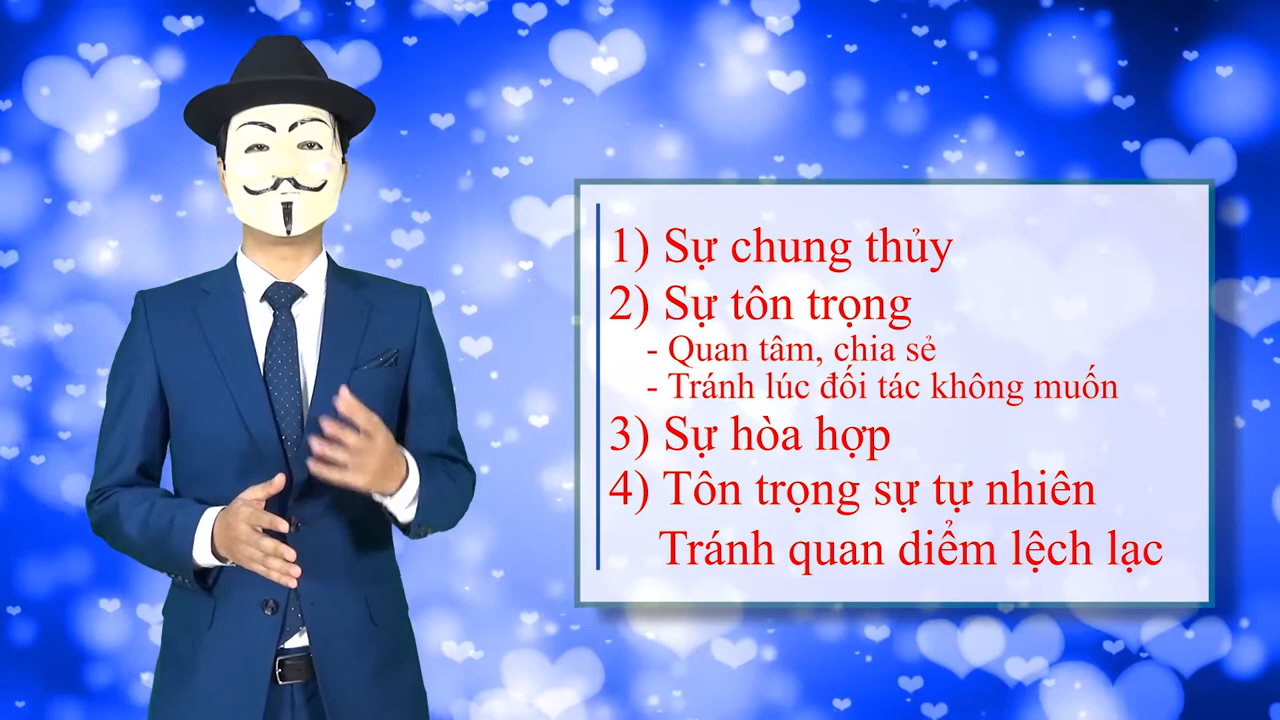 1) Sự chung thủy
2) Sự tôn trọng
- Quan tâm, chia sẻ
- Tránh lúc đối tác không muốn
3) Sự hòa hợp
4) Tôn trọng sự tự nhiên
Tránh quan diểm lệch lạc